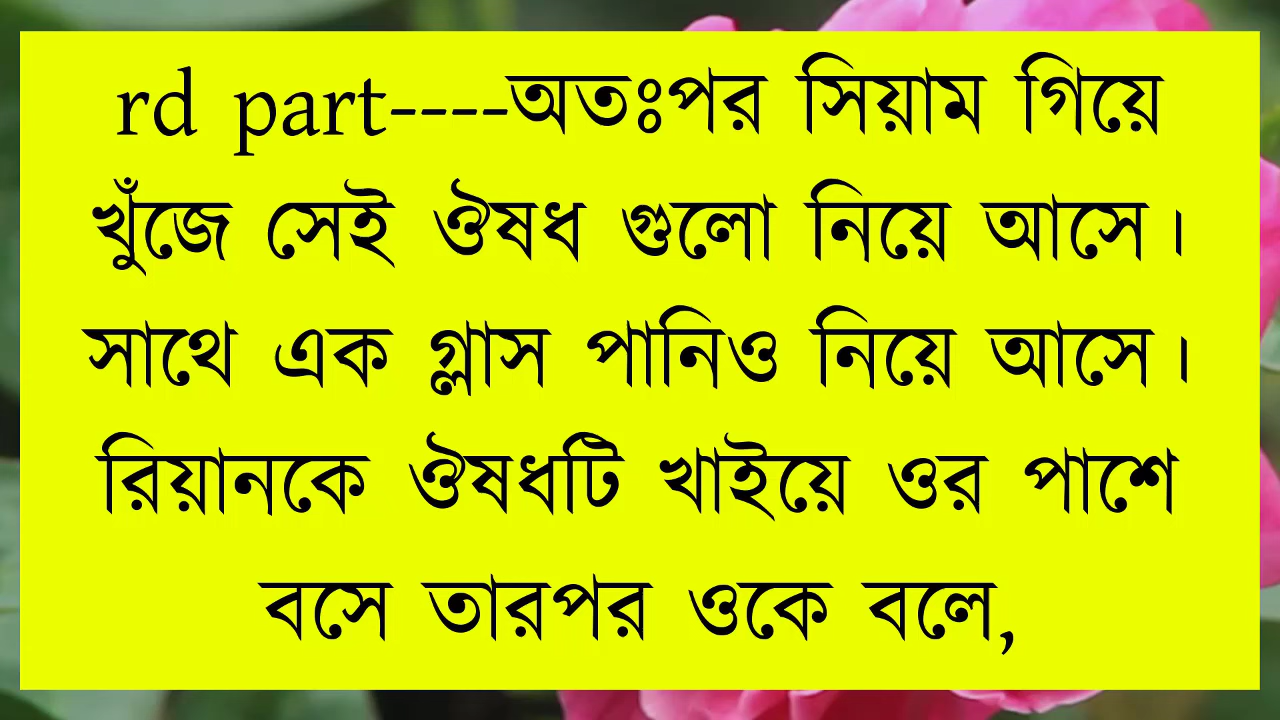 rd part----অতঃপর সিয়াম গিয়ে
খুঁজে সেই ঔষধ গুলো নিয়ে আসে।
সাথে এক গ্লাস পানিও নিয়ে আসে।
রিয়ানকে ঔষধটি খাইয়ে ওর পাশে
বসে তারপর ওকে বলে,